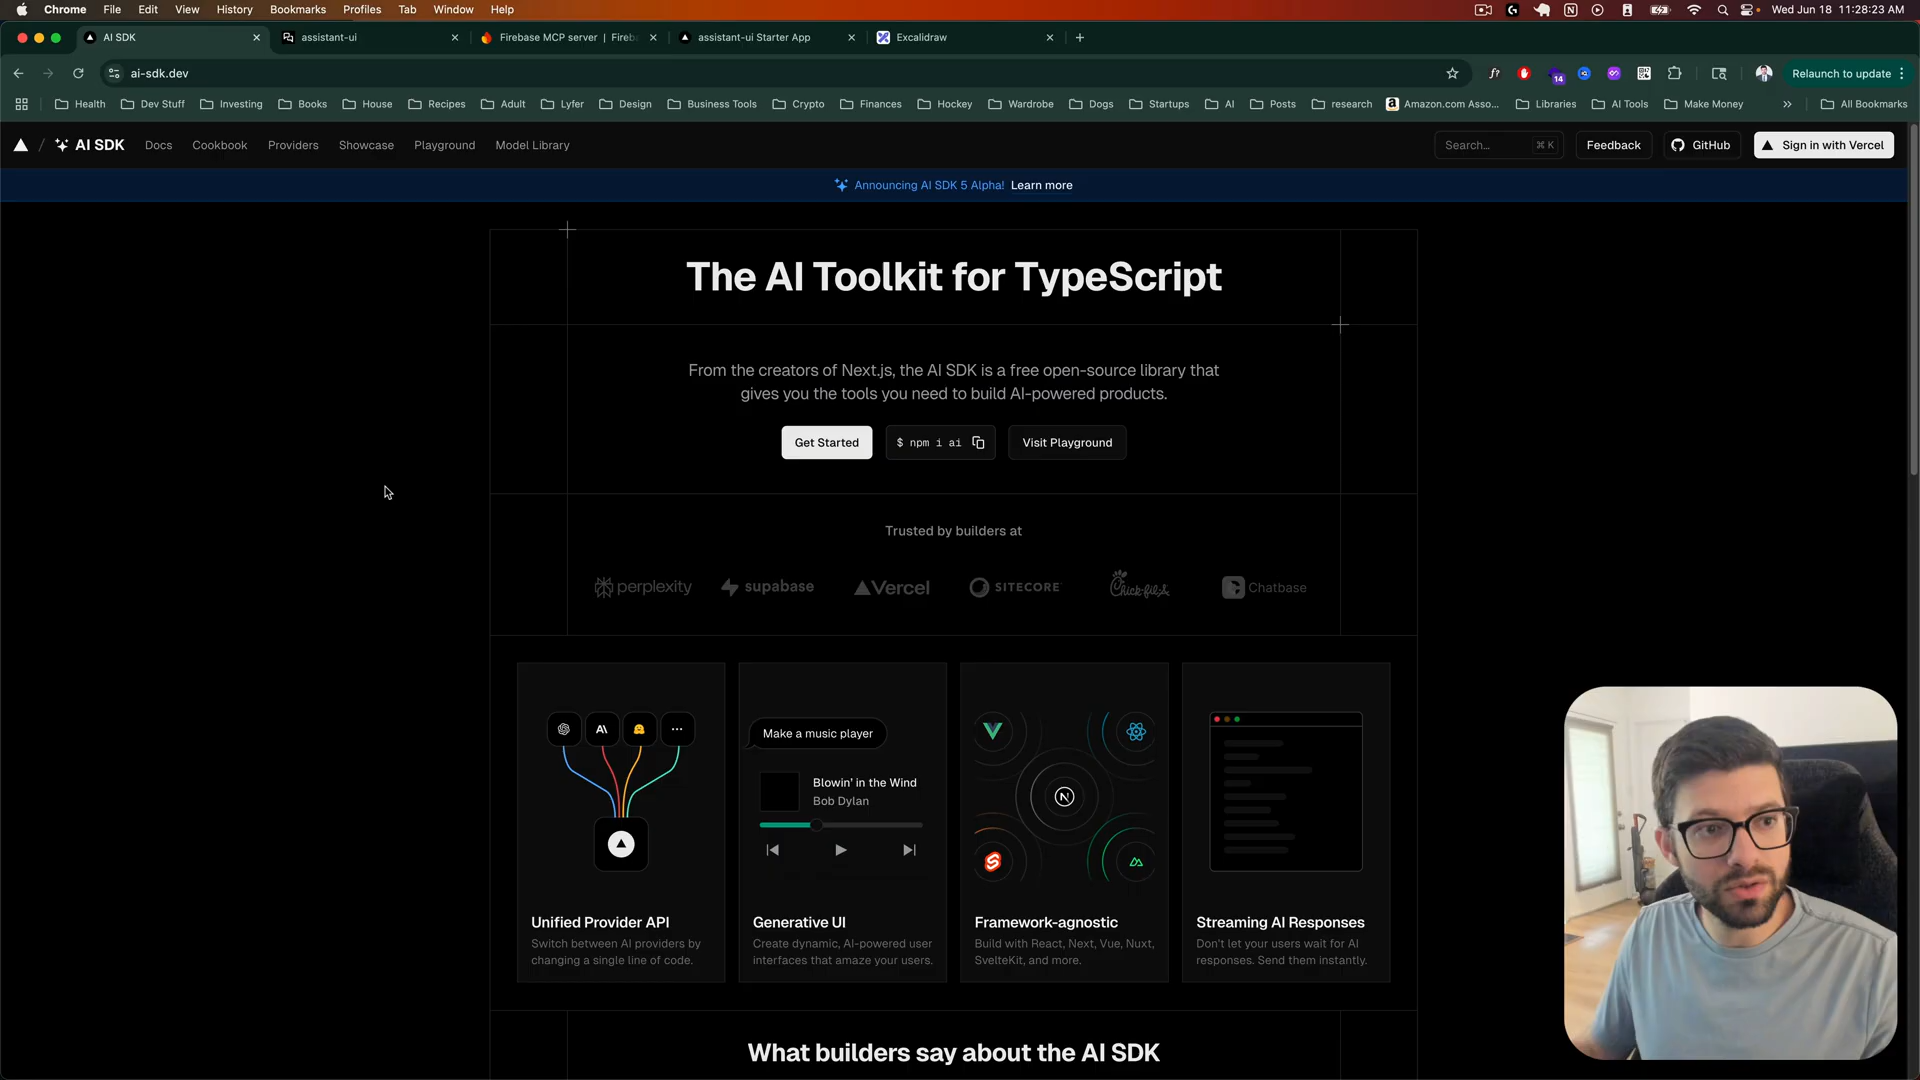 Chrome File Edit View History Bookmarks Profiles Tab Window Help
Wed Jun 18 11:28:23 AM
AI SDK
assistant-ui
Firebase MCP server | Fireb
assistant-ui Starter App
Excalidraw
ai-sdk.dev
14
Relaunch to update
Health Dev Stuff Investing Books House Recipes Adult Lyfer Design Business Tools Crypto Finances Hockey Wardrobe Dogs Startups AI Posts research Amazon.com Asso... Libraries AI Tools Make Money » All Bookmarks
/ AI SDK Docs Cookbook Providers Showcase Playground Model Library
Search... ⌘ K Feedback GitHub Sign in with Vercel
Announcing AI SDK 5 Alpha! Learn more
The AI Toolkit for TypeScript
From the creators of Next.js, the AI SDK is a free open-source library that
gives you the tools you need to build AI-powered products.
Get Started $ npm i ai Visit Playground
Trusted by builders at
perplexity supabase Vercel SITECORE Chick-fil-A Chatbase
Make a music player
Blowin' in the Wind
Bob Dylan
Unified Provider API
Switch between AI providers by
changing a single line of code.
Generative UI
Create dynamic, AI-powered user
interfaces that amaze your users.
Framework-agnostic
Build with React, Next, Vue, Nuxt,
SvelteKit, and more.
Streaming AI Responses
Don't let your users wait for AI
responses. Send them instantly.
What builders say about the AI SDK